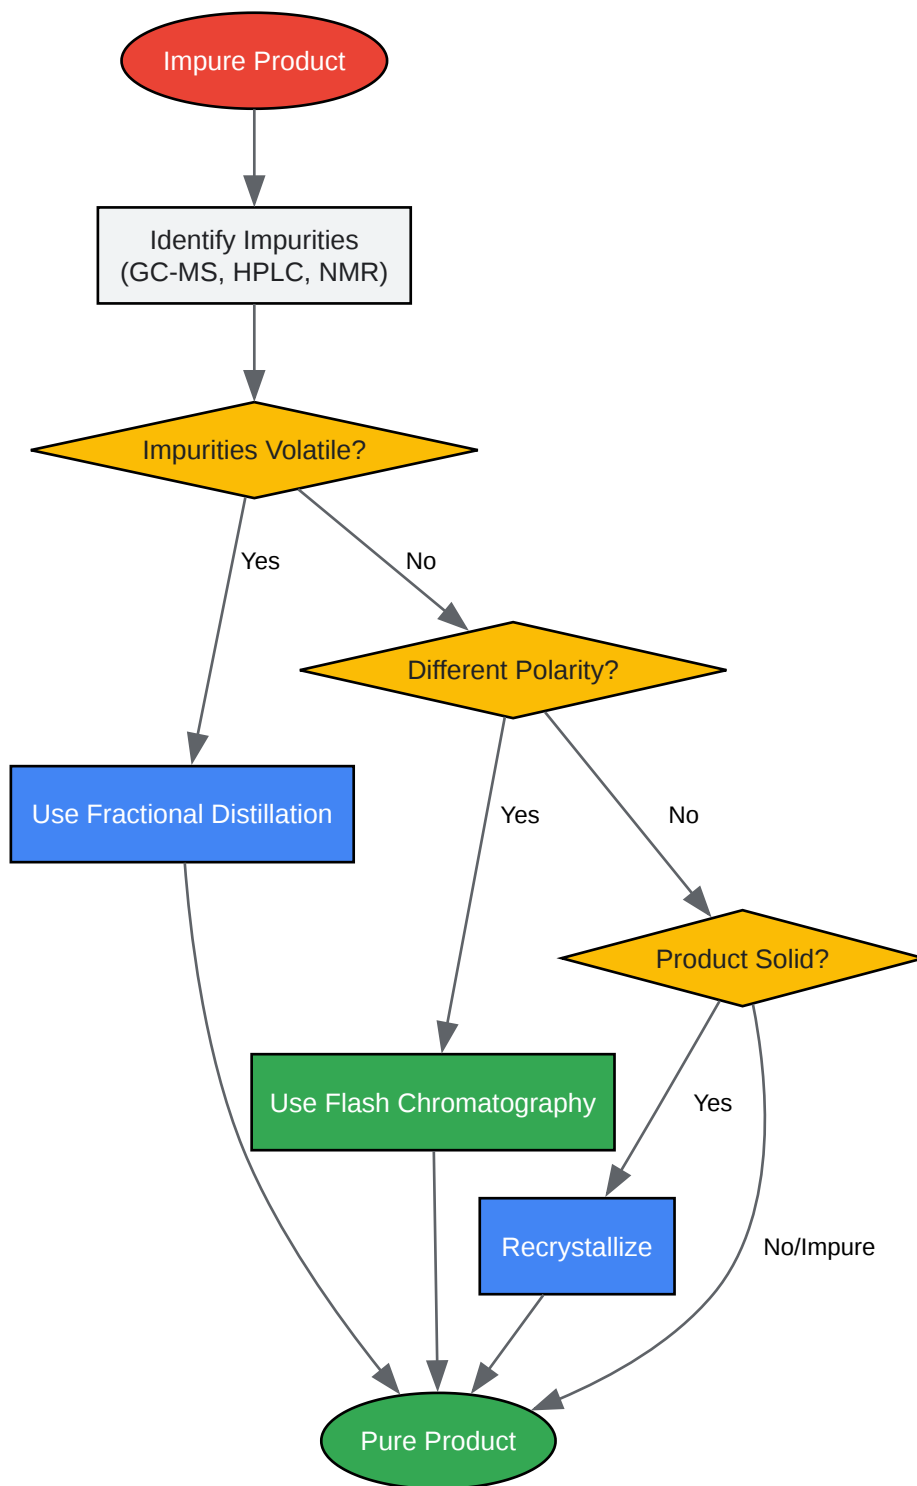 Impure Product
Identify Impurities
(GC-MS, HPLC, NMR)
Impurities Volatile?
Yes
No
Different Polarity?
Use Fractional Distillation
Yes
No
Product Solid?
Use Flash Chromatography
Yes
Recrystallize
No/Impure
Pure Product